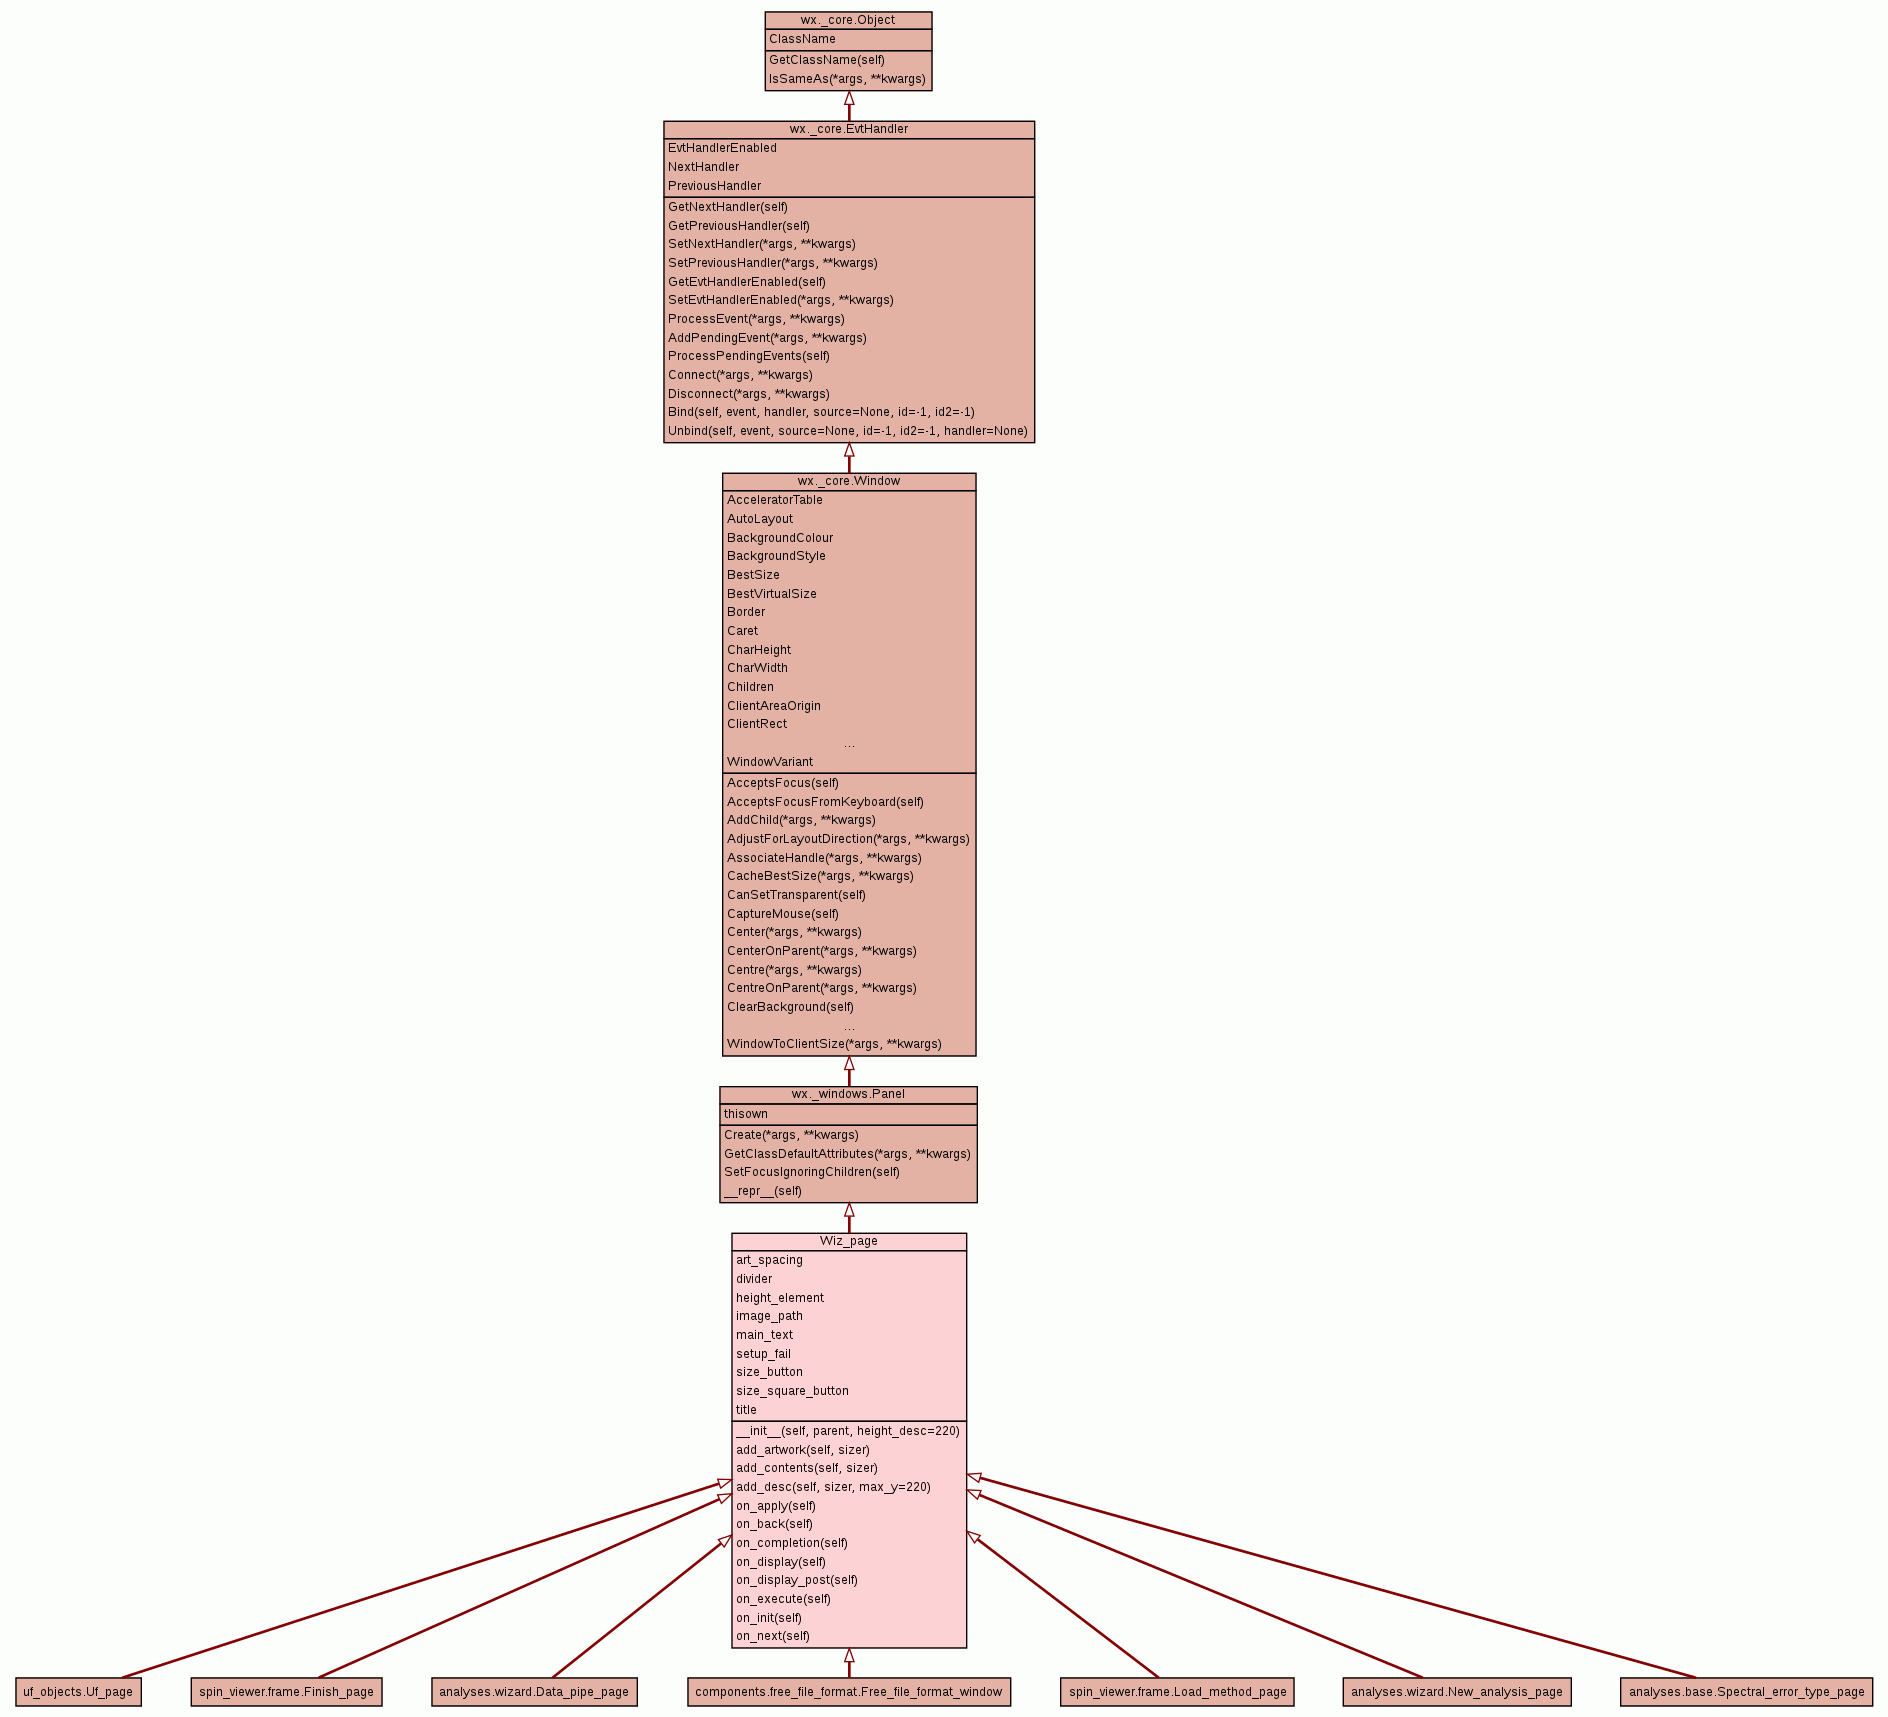 wx._core.Object
ClassName
GetClassName(self)
IsSameAs(*args, **kwargs)
wx._core.EvtHandler
EvtHandlerEnabled
NextHandler
PreviousHandler
GetNextHandler(self)
GetPreviousHandler(self)
SetNextHandler(*args, **kwargs)
SetPreviousHandler(*args, **kwargs)
GetEvtHandlerEnabled(self)
SetEvtHandlerEnabled(*args, **kwargs)
ProcessEvent(*args, **kwargs)
AddPendingEvent(*args, **kwargs)
ProcessPendingEvents(self)
Connect(*args, **kwargs)
Disconnect(*args, **kwargs)
Bind(self, event, handler, source=None, id=-1, id2=-1)
Unbind(self, event, source=None, id=-1, id2=-1, handler=None)
wx._core.Window
AcceleratorTable
AutoLayout
BackgroundColour
BackgroundStyle
BestSize
BestVirtualSize
Border
Caret
CharHeight
CharWidth
Children
ClientAreaOrigin
ClientRect
...
WindowVariant
AcceptsFocus(self)
AcceptsFocusFromKeyboard(self)
AddChild(*args, **kwargs)
AdjustForLayoutDirection(*args, **kwargs)
AssociateHandle(*args, **kwargs)
CacheBestSize(*args, **kwargs)
CanSetTransparent(self)
CaptureMouse(self)
Center(*args, **kwargs)
CenterOnParent(*args, **kwargs)
Centre(*args, **kwargs)
CentreOnParent(*args, **kwargs)
ClearBackground(self)
...
WindowToClientSize(*args, **kwargs)
wx._windows.Panel
thisown
Create(*args, **kwargs)
GetClassDefaultAttributes(*args, **kwargs)
SetFocusIgnoringChildren(self)
__repr__(self)
Wiz_page
art_spacing
divider
height_element
image_path
main_text
setup_fail
size_button
size_square_button
title
__init__(self, parent, height_desc=220)
add_artwork(self, sizer)
add_contents(self, sizer)
add_desc(self, sizer, max_y=220)
on_apply(self)
on_back(self)
on_completion(self)
on_display(self)
on_display_post(self)
on_execute(self)
on_init(self)
on_next(self)
uf_objects.Uf_page
spin_viewer.frame.Finish_page
analyses.wizard.Data_pipe_page
components.free_file_format.Free_file_format_window
spin_viewer.frame.Load_method_page
analyses.wizard.New_analysis_page
analyses.base.Spectral_error_type_page